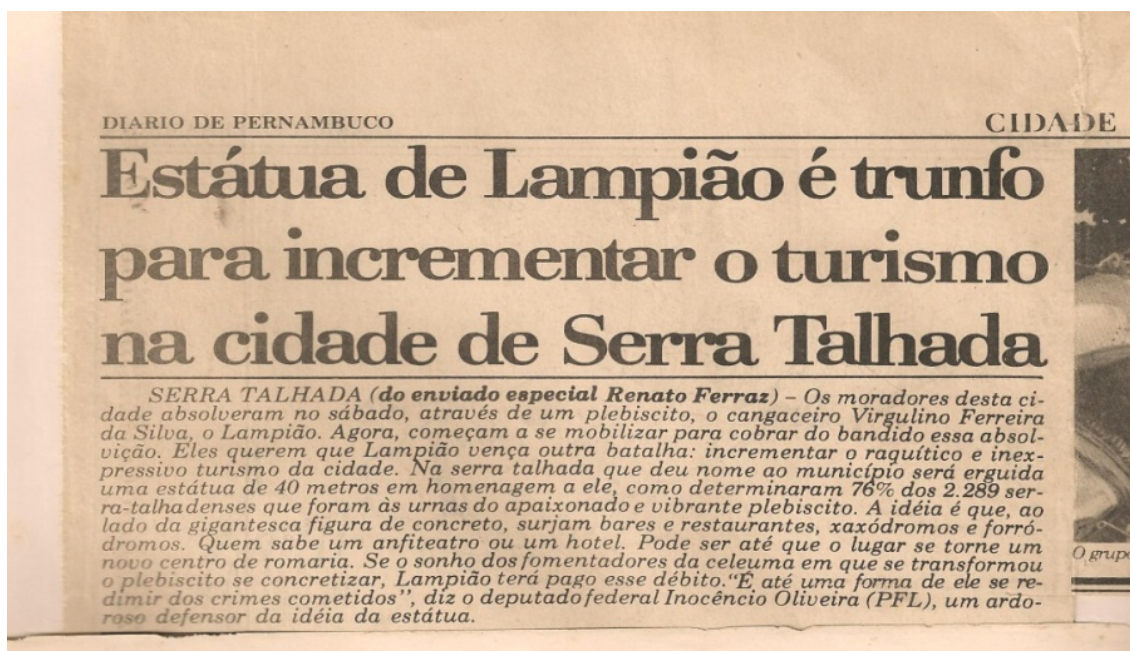 DIARIO DE PERNAMBUCO
CIDADE
Estátua de Lampião é trunfo
para incrementar o turismo
na cidade de Serra Talhada
SERRA TALHADA (do enviado especial Renato Ferraz) – Os moradores desta ci-
dade absolveram no sábado, através de um plebiscito, o cangaceiro Virgulino Ferreira
da Silva, o Lampião. Agora, começam a se mobilizar para cobrar do bandido essa absol-
vição. Eles querem que Lampião vença outra batalha: incrementar o raquítico e inex-
pressivo turismo da cidade. Na serra talhada que deu nome ao município será erguida
uma estátua de 40 metros em homenagem a ele, como determinaram 76% dos 2.289 ser-
ra-talhadenses que foram às urnas do apaixonado e vibrante plebiscito. A idéia é que, ao
lado da gigantesca figura de concreto, surjam bares e restaurantes, xaxódromos e forró-
dromos. Quem sabe um anfiteatro ou um hotel. Pode ser até que o lugar se torne um
novo centro de romaria. Se o sonho dos fomentadores da celeuma em que se transformou
o plebiscito se concretizar, Lampião terá pago esse débito. "É até uma forma de ele se re-
dimir dos crimes cometidos", diz o deputado federal Inocêncio Oliveira (PFL), um ardo-
roso defensor da idéia da estátua.
O grupo